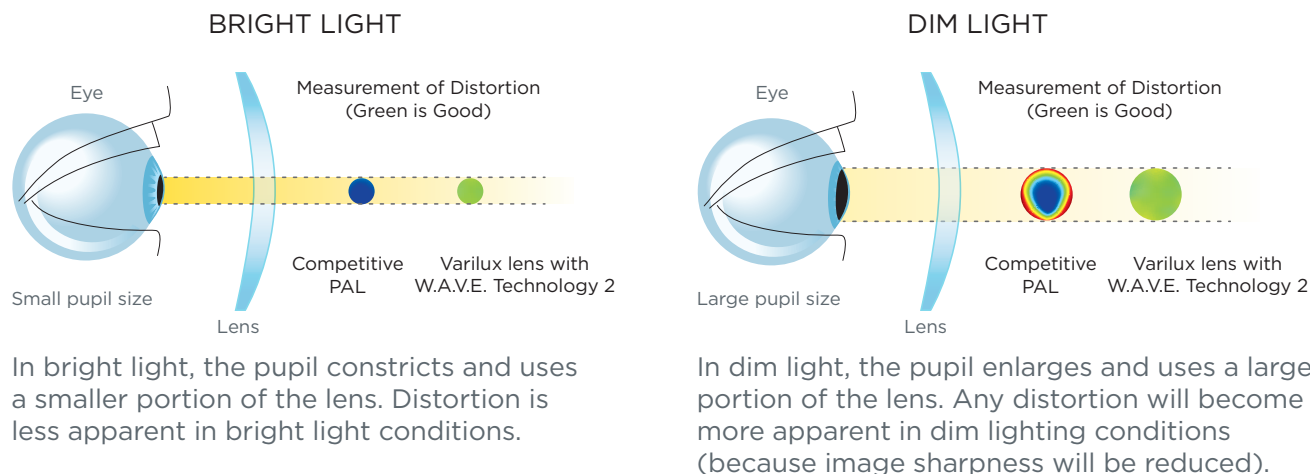 BRIGHT LIGHT
Eye
Measurement of Distortion
(Green is Good)
Competitive
PAL
Varilux lens with
W.A.V.E. Technology 2
Small pupil size
Lens
In bright light, the pupil constricts and uses
a smaller portion of the lens. Distortion is
less apparent in bright light conditions.
DIM LIGHT
Eye
Measurement of Distortion
(Green is Good)
Competitive
PAL
Varilux lens with
W.A.V.E. Technology 2
Large pupil size
Lens
In dim light, the pupil enlarges and uses a large
portion of the lens. Any distortion will become
more apparent in dim lighting conditions
(because image sharpness will be reduced).